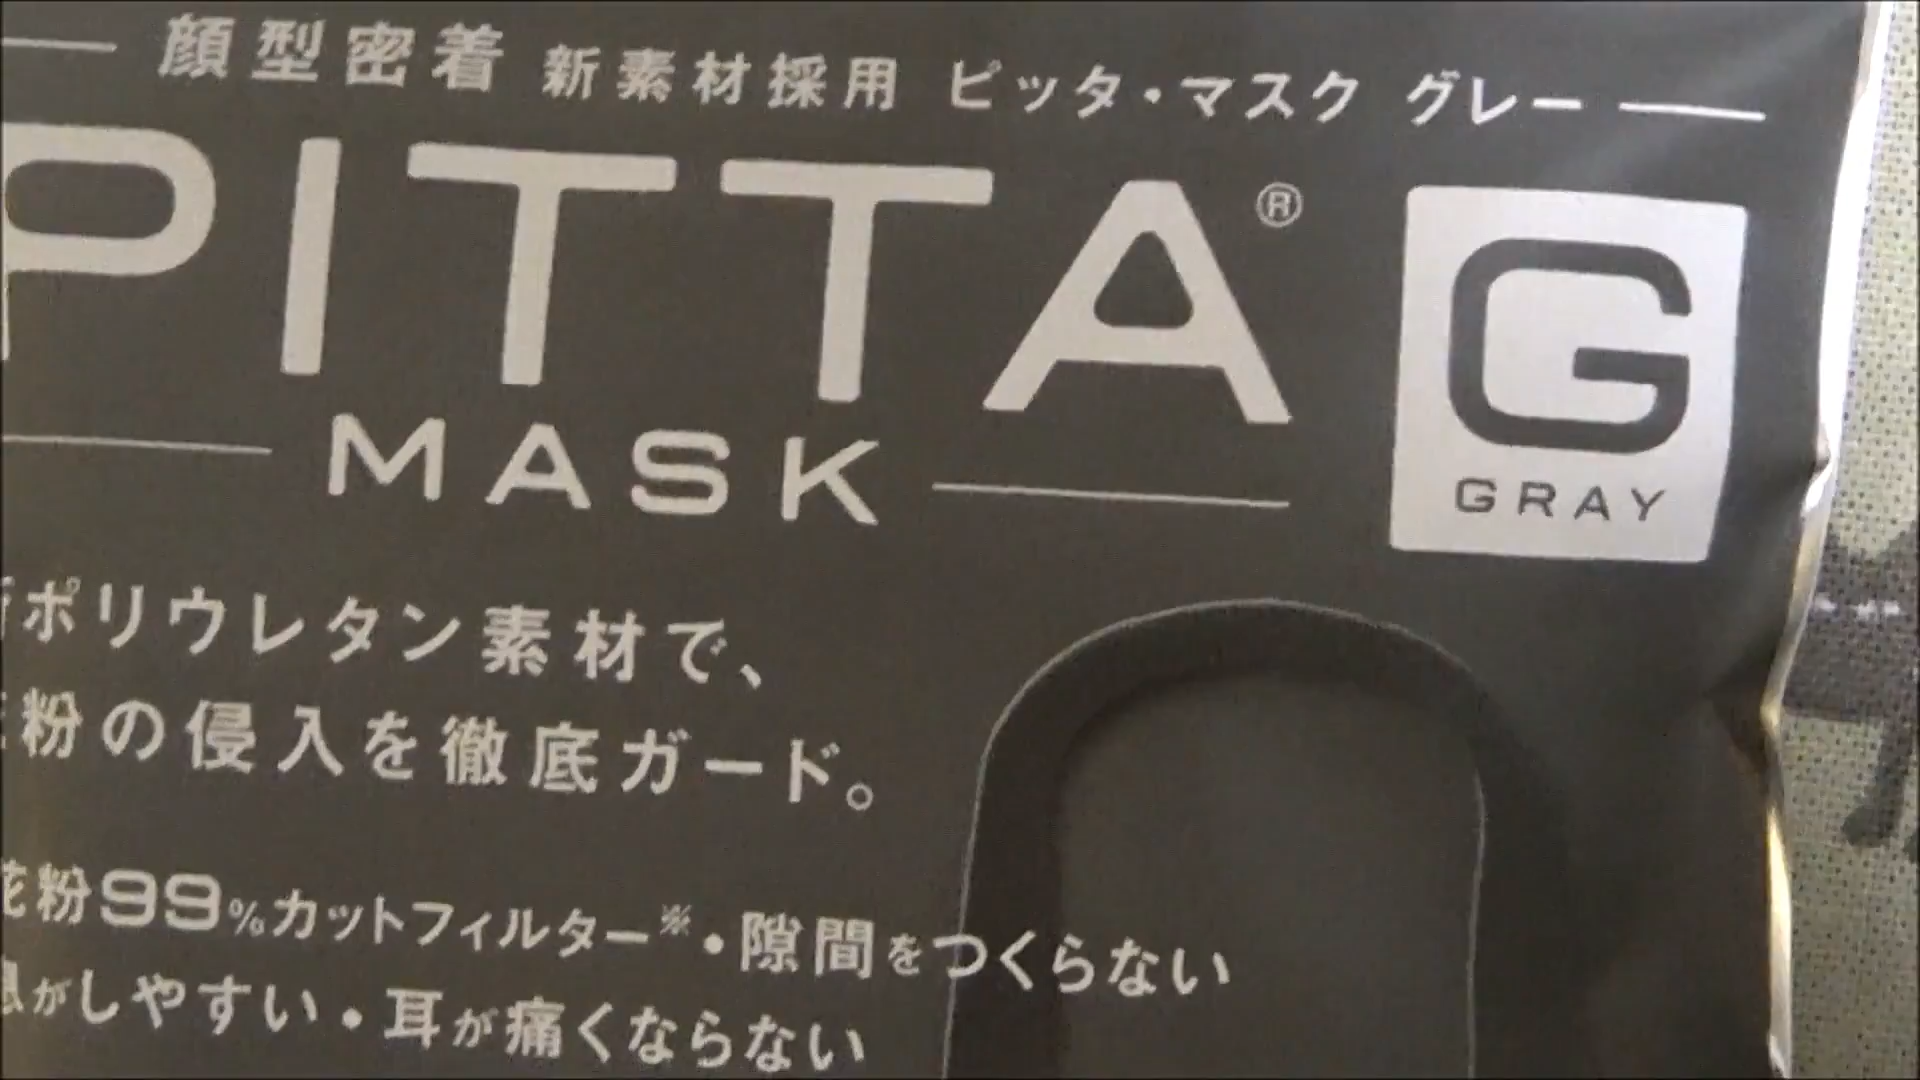 顔型密着 新素材採用 ピッタ・マスク グレー
PITTA®
MASK
G
GRAY
ポリウレタン素材で、
粉の侵入を徹底ガード。
花粉99%カットフィルター※・隙間をつくらない
息がしやすい・耳が痛くならない